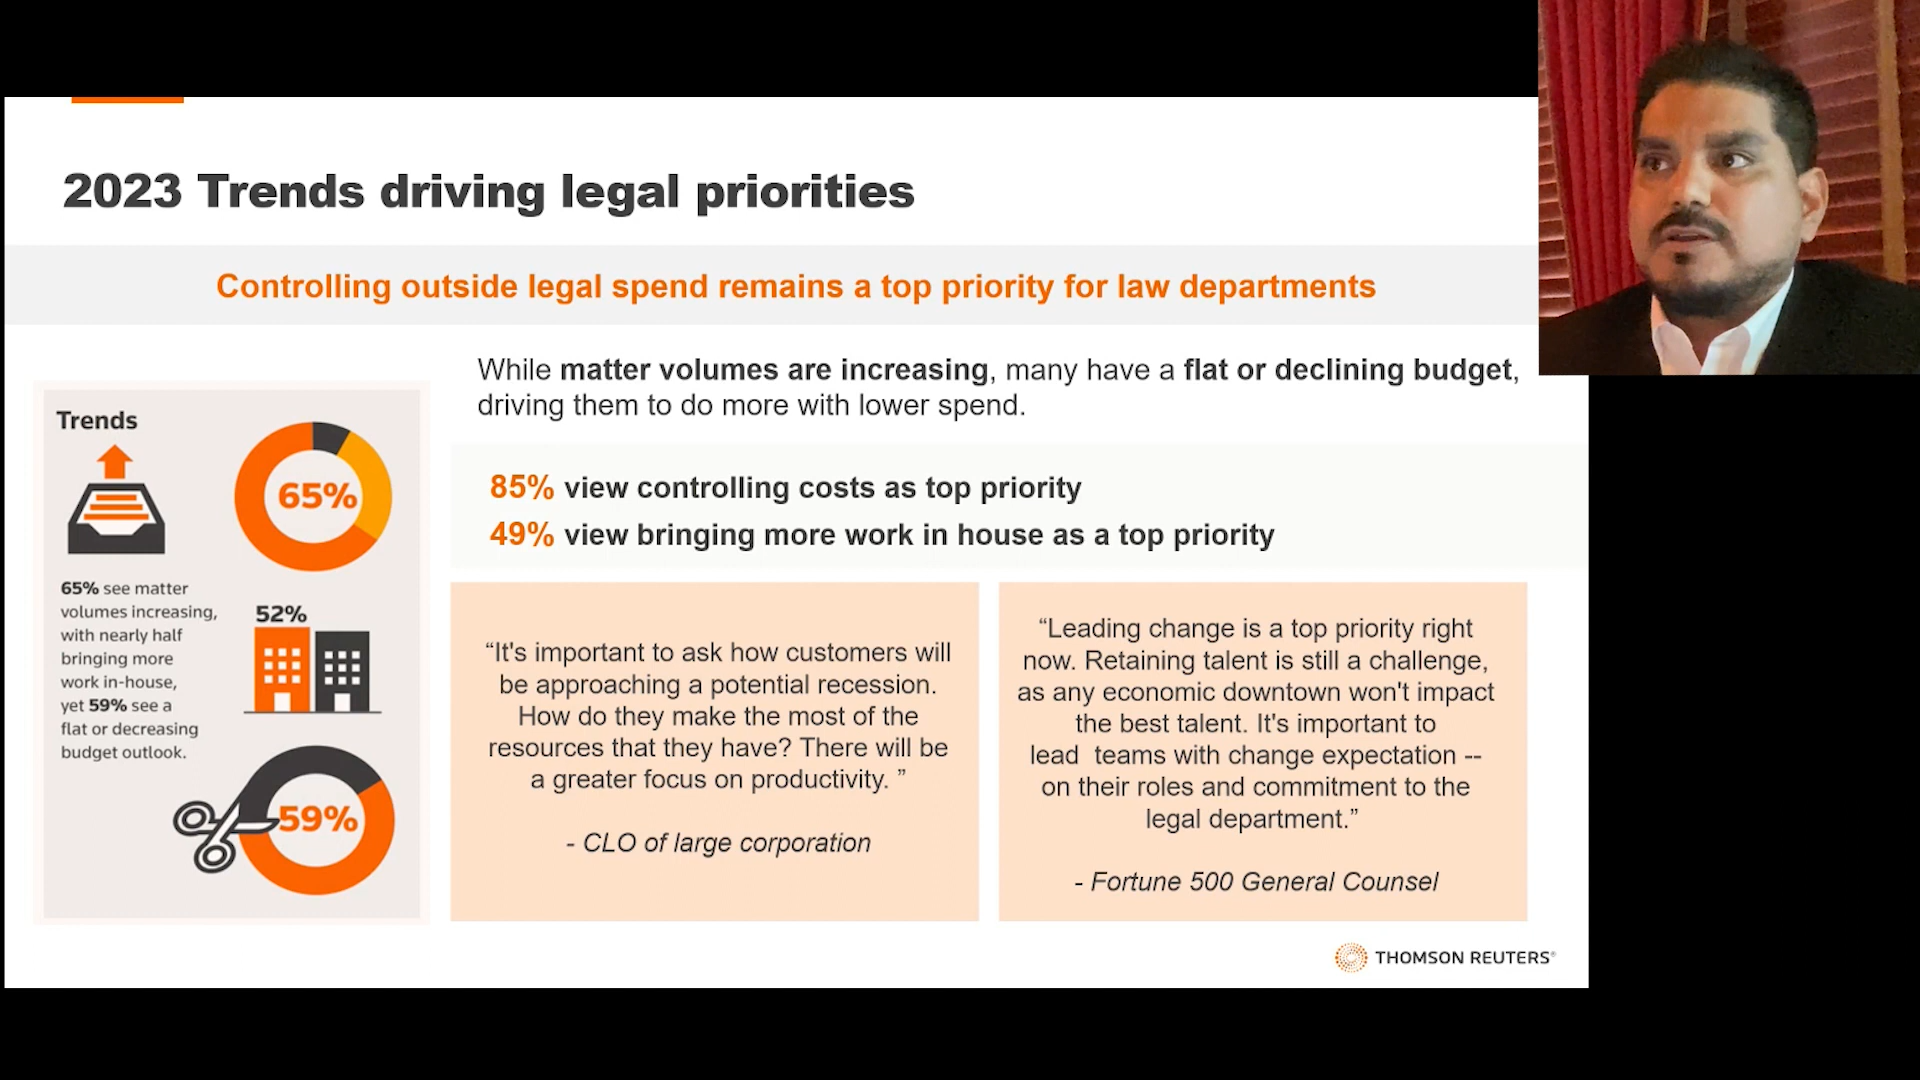 2023 Trends driving legal priorities
Controlling outside legal spend remains a top priority for law departments
Trends
65%
65% see matter
volumes increasing,
with nearly half
bringing more
work in-house,
yet 59% see a
flat or decreasing
budget outlook.
52%
59%
While matter volumes are increasing, many have a flat or declining budget,
driving them to do more with lower spend.
85% view controlling costs as top priority
49% view bringing more work in house as a top priority
“It's important to ask how customers will
be approaching a potential recession.
How do they make the most of the
resources that they have? There will be
a greater focus on productivity. ”
- CLO of large corporation
“Leading change is a top priority right
now. Retaining talent is still a challenge,
as any economic downtown won't impact
the best talent. It's important to
lead  teams with change expectation --
on their roles and commitment to the
legal department.”
- Fortune 500 General Counsel
THOMSON REUTERS®